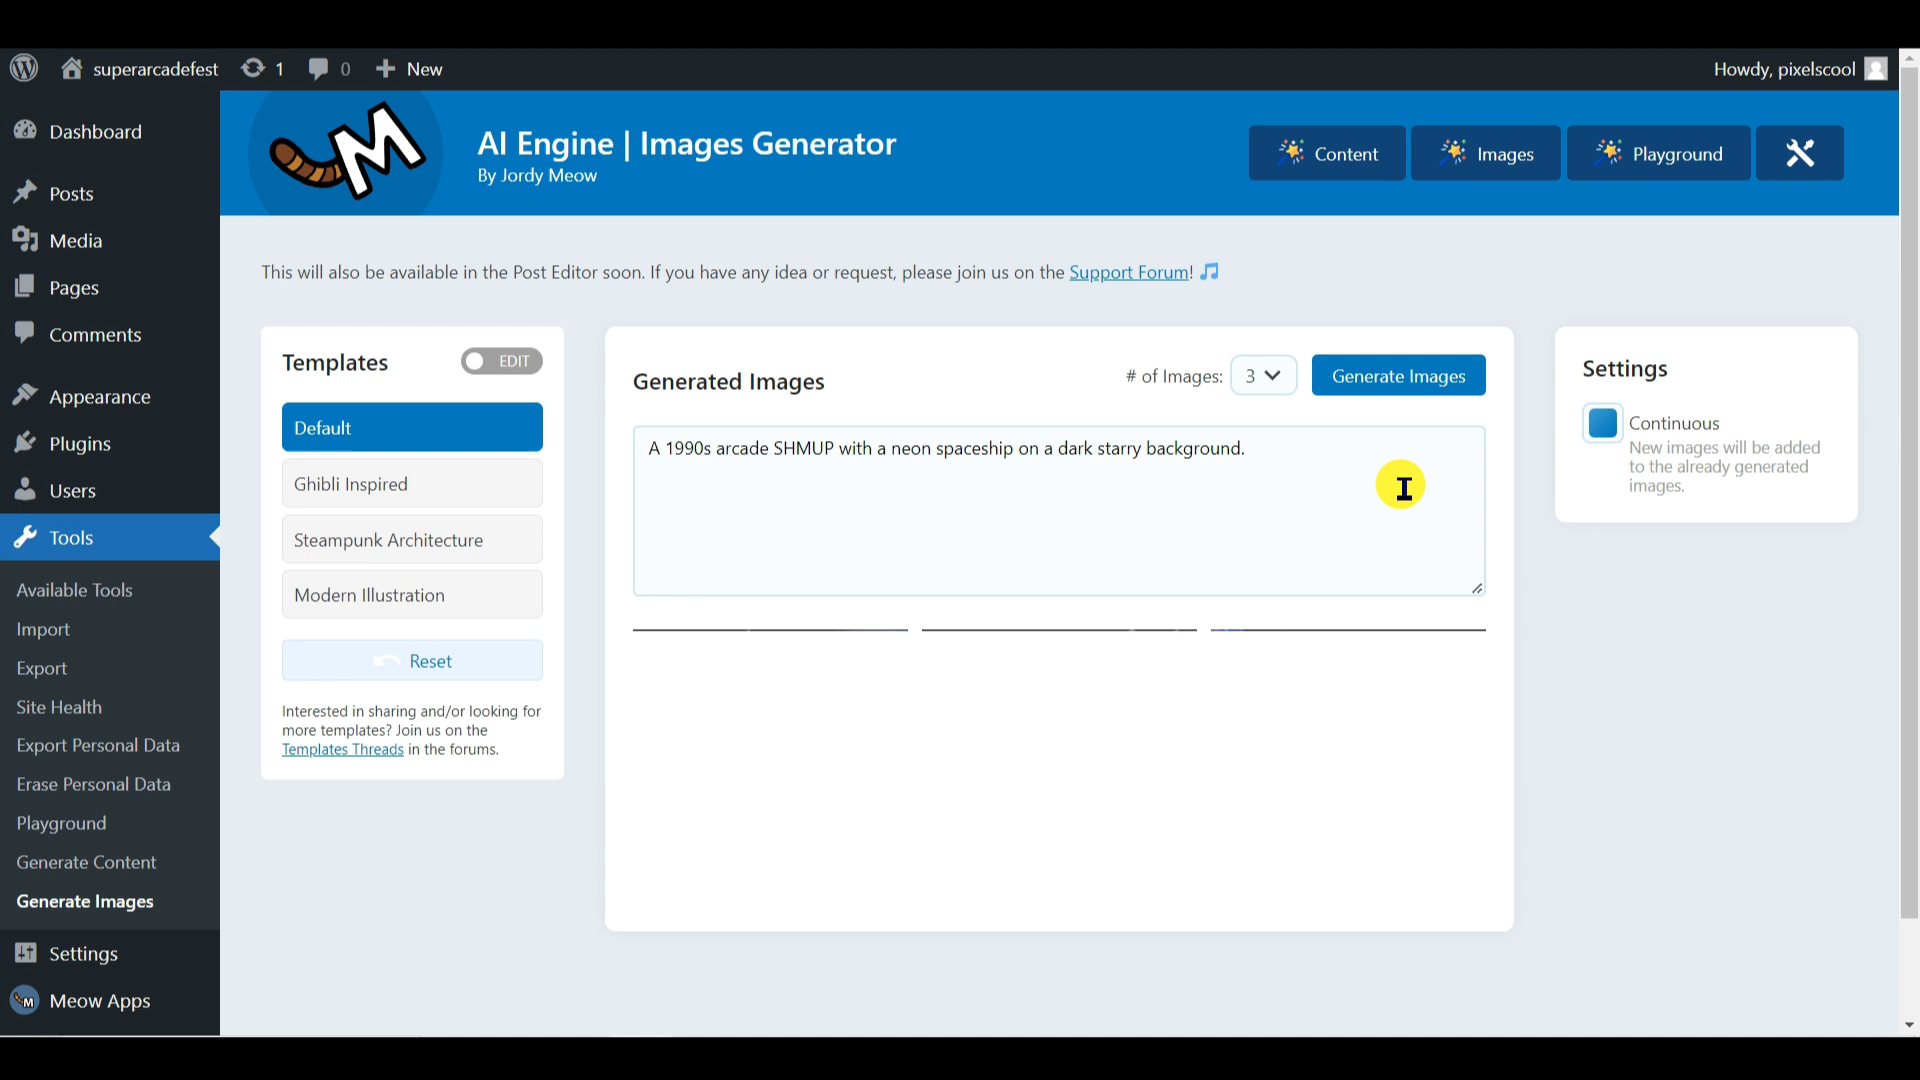 superarcadefest 1 0 New
Howdy, pixelscool
Dashboard
Posts
Media
Pages
Comments
Appearance
Plugins
Users
Tools
Available Tools
Import
Export
Site Health
Export Personal Data
Erase Personal Data
Playground
Generate Content
Generate Images
Settings
Meow Apps
M
AI Engine | Images Generator
By Jordy Meow
Content
Images
Playground
This will also be available in the Post Editor soon. If you have any idea or request, please join us on the Support Forum! 🎵
Templates
EDIT
Default
Ghibli Inspired
Steampunk Architecture
Modern Illustration
Reset
Interested in sharing and/or looking for
more templates? Join us on the
Templates Threads in the forums.
Generated Images
# of Images: 3
Generate Images
A 1990s arcade SHMUP with a neon spaceship on a dark starry background.
Settings
Continuous
New images will be added
to the already generated
images.